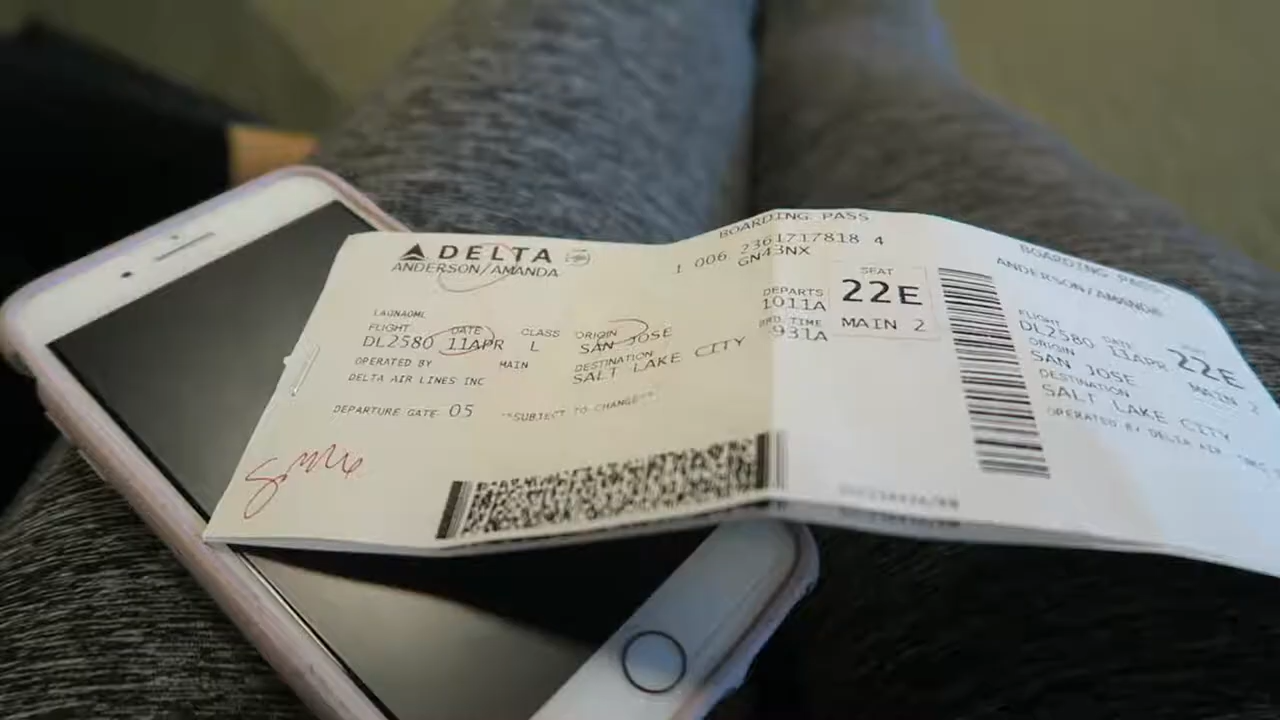 DELTA
ANDERSON/AMANDA
FLIGHT DATE CLASS ORIGIN
DL2580 11APR L SAN JOSE
OPERATED BY MAIN DESTINATION
DELTA AIR LINES INC SALT LAKE CITY
DEPARTURE GATE 05 **SUBJECT TO CHANGE**
BOARDING PASS
1 006 2361717818 4
GN43NX
DEPARTS
1011A
BRD TIME
931A
SEAT
22E
MAIN 2
BOARDING PASS
ANDERSON/AMANDA
FLIGHT DATE
DL2580 11APR 22E
ORIGIN
SAN JOSE MAIN 2
DESTINATION
SALT LAKE CITY
OPERATED BY DELTA AIR